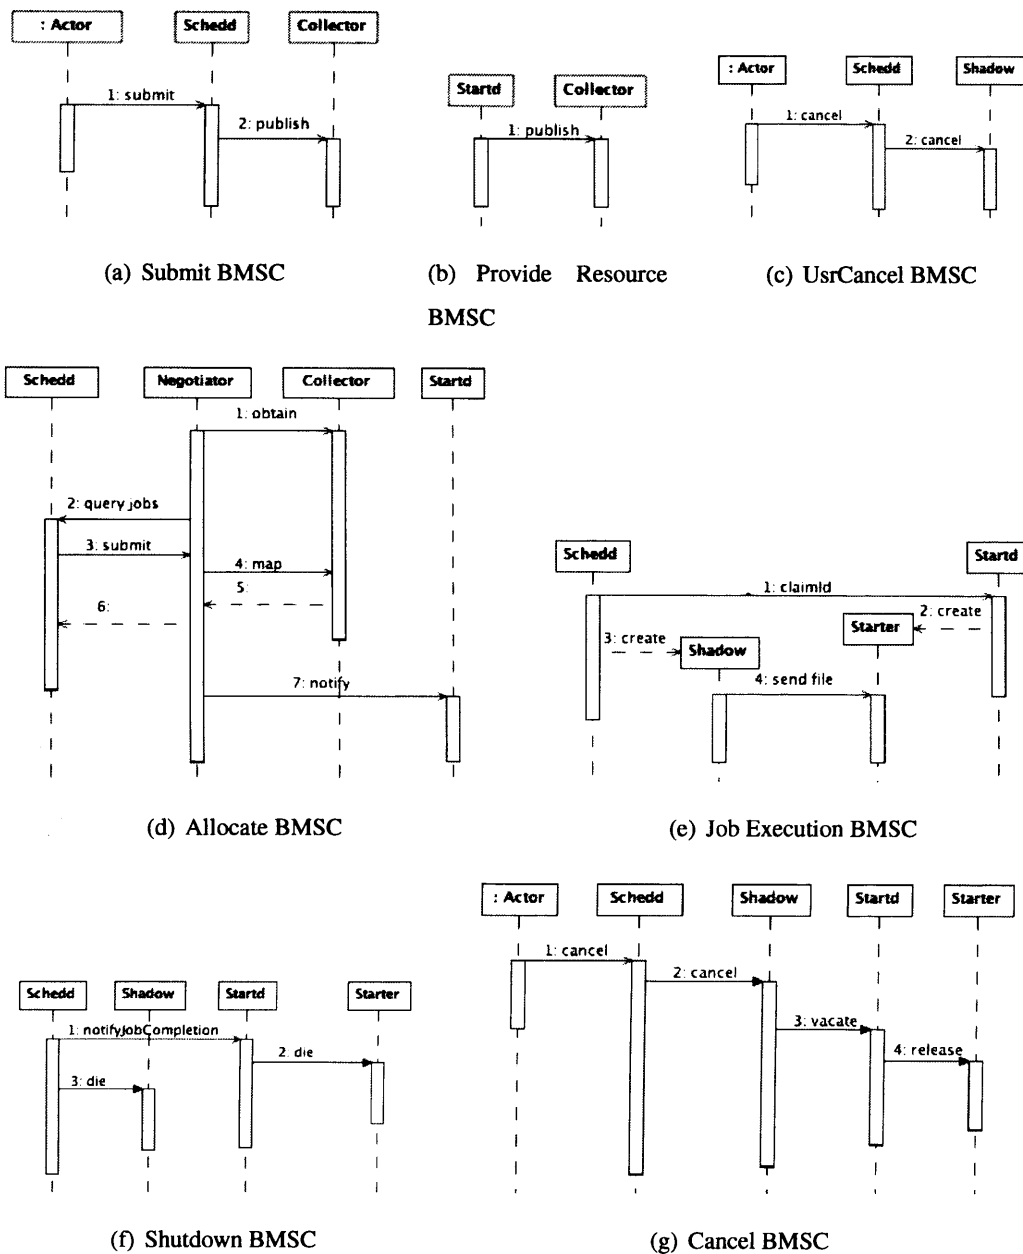 : Actor Schedd Collector
1: submit
2: publish
(a) Submit BMSC
Startd Collector
1: publish
(b) Provide Resource
BMSC
: Actor Schedd Shadow
1: cancel
2: cancel
(c) UsrCancel BMSC
Schedd Negotiator Collector Startd
1: obtain
2: query jobs
3: submit
4: map
5:
6:
7: notify
(d) Allocate BMSC
Schedd Startd
1: claimId
2: create
Starter
3: create
Shadow
4: send file
(e) Job Execution BMSC
Schedd Shadow Startd Starter
1: notifyJobCompletion
2: die
3: die
(f) Shutdown BMSC
: Actor Schedd Shadow Startd Starter
1: cancel
2: cancel
3: vacate
4: release
(g) Cancel BMSC